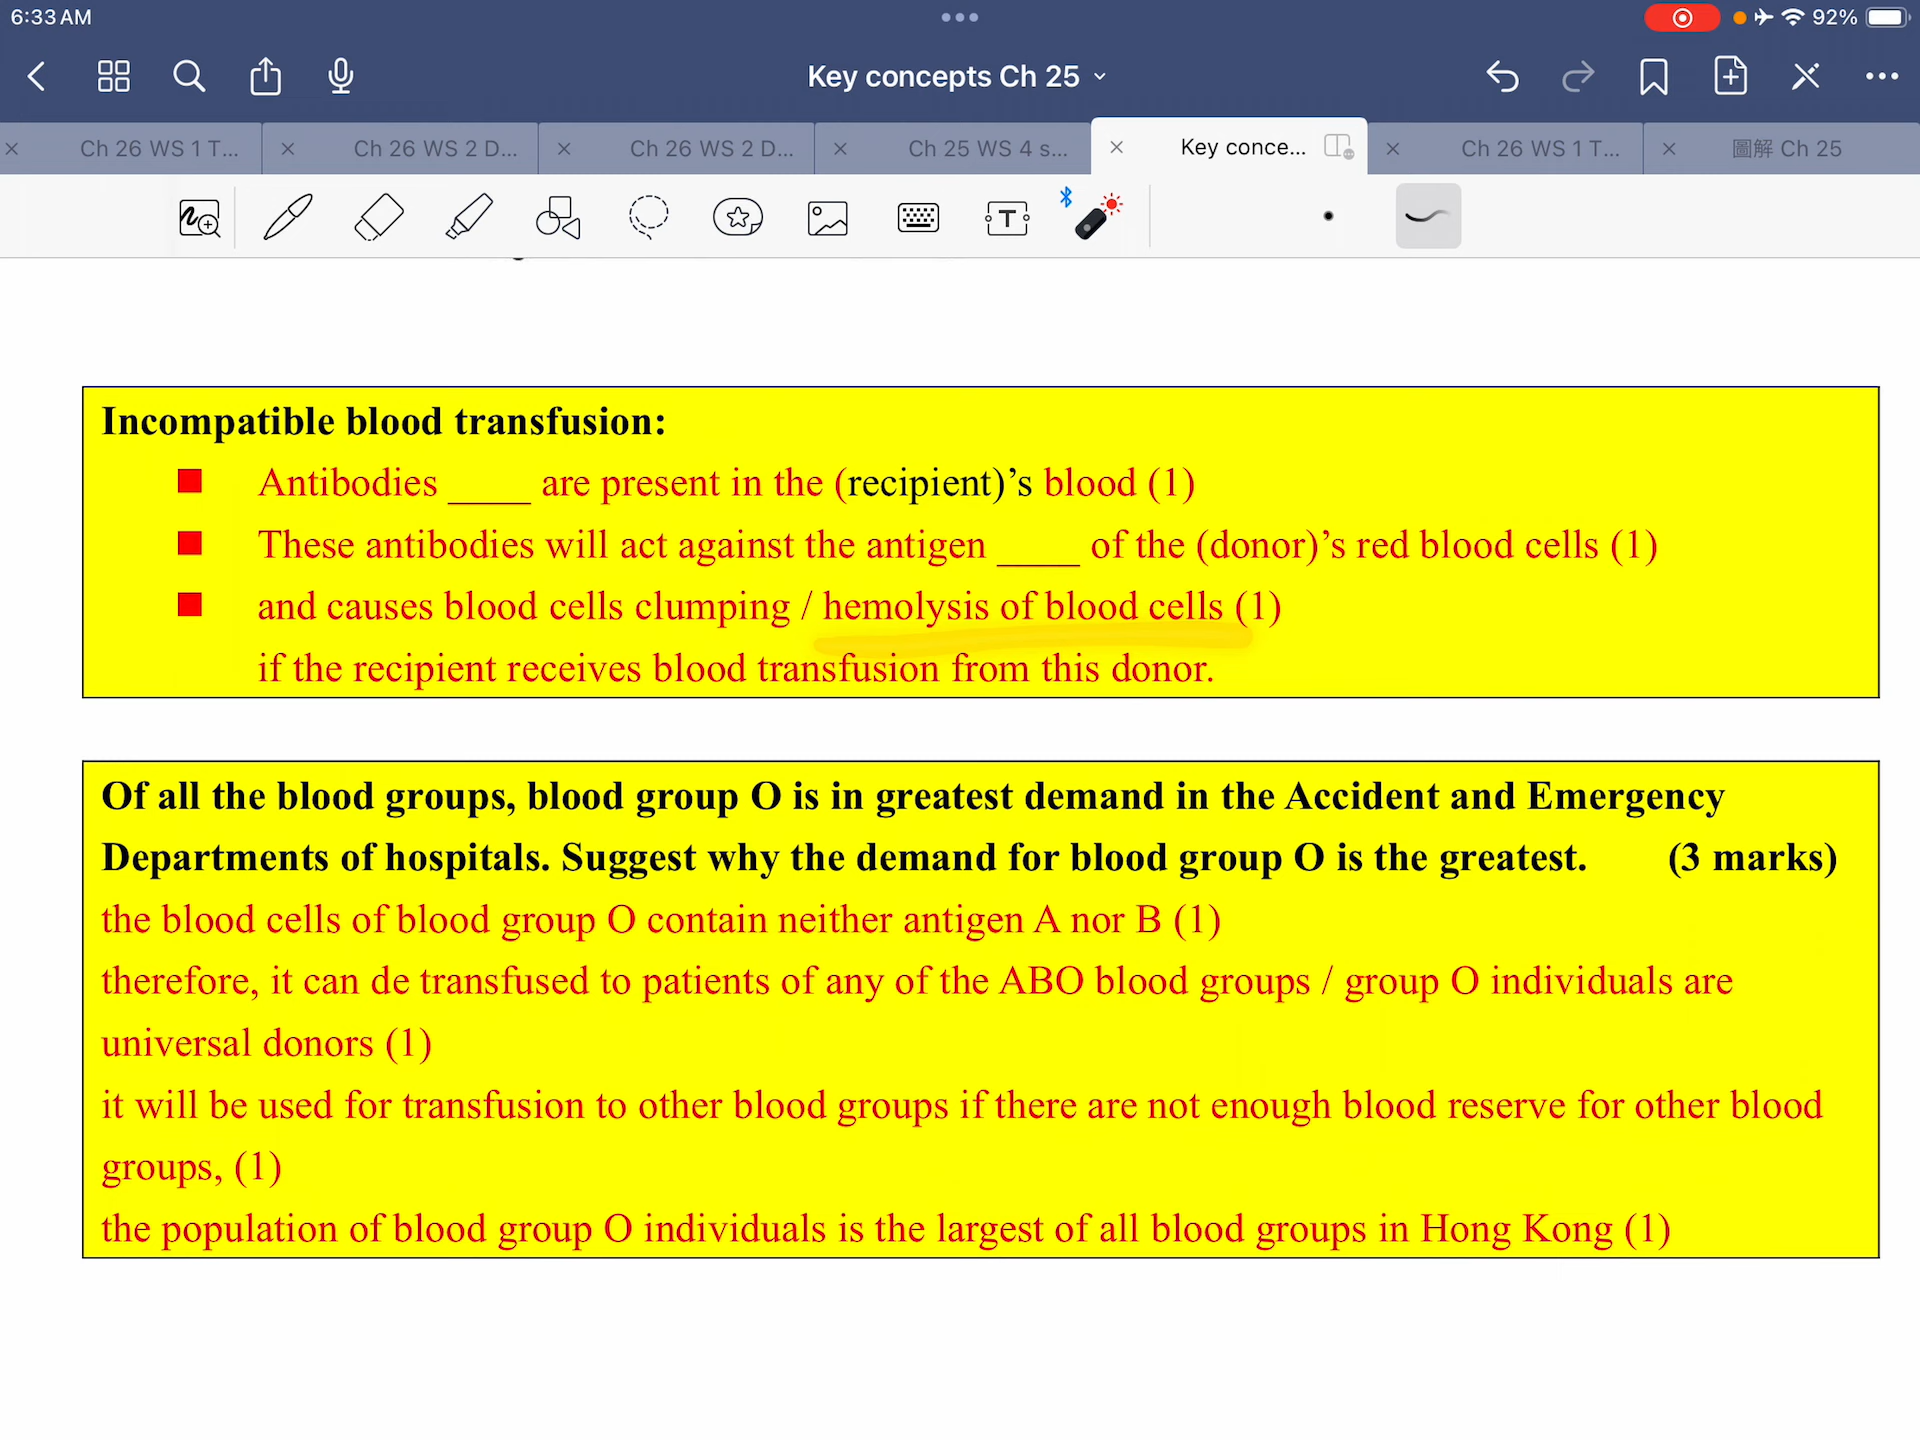 6:33 AM
92%
Key concepts Ch 25
Ch 26 WS 1 T...
Ch 26 WS 2 D...
Ch 26 WS 2 D...
Ch 25 WS 4 s...
Key conce...
Ch 26 WS 1 T...
圖解 Ch 25
Incompatible blood transfusion:
Antibodies ____ are present in the (recipient)’s blood (1)
These antibodies will act against the antigen ____ of the (donor)’s red blood cells (1)
and causes blood cells clumping / hemolysis of blood cells (1)
if the recipient receives blood transfusion from this donor.
Of all the blood groups, blood group O is in greatest demand in the Accident and Emergency
Departments of hospitals. Suggest why the demand for blood group O is the greatest. (3 marks)
the blood cells of blood group O contain neither antigen A nor B (1)
therefore, it can de transfused to patients of any of the ABO blood groups / group O individuals are
universal donors (1)
it will be used for transfusion to other blood groups if there are not enough blood reserve for other blood
groups, (1)
the population of blood group O individuals is the largest of all blood groups in Hong Kong (1)